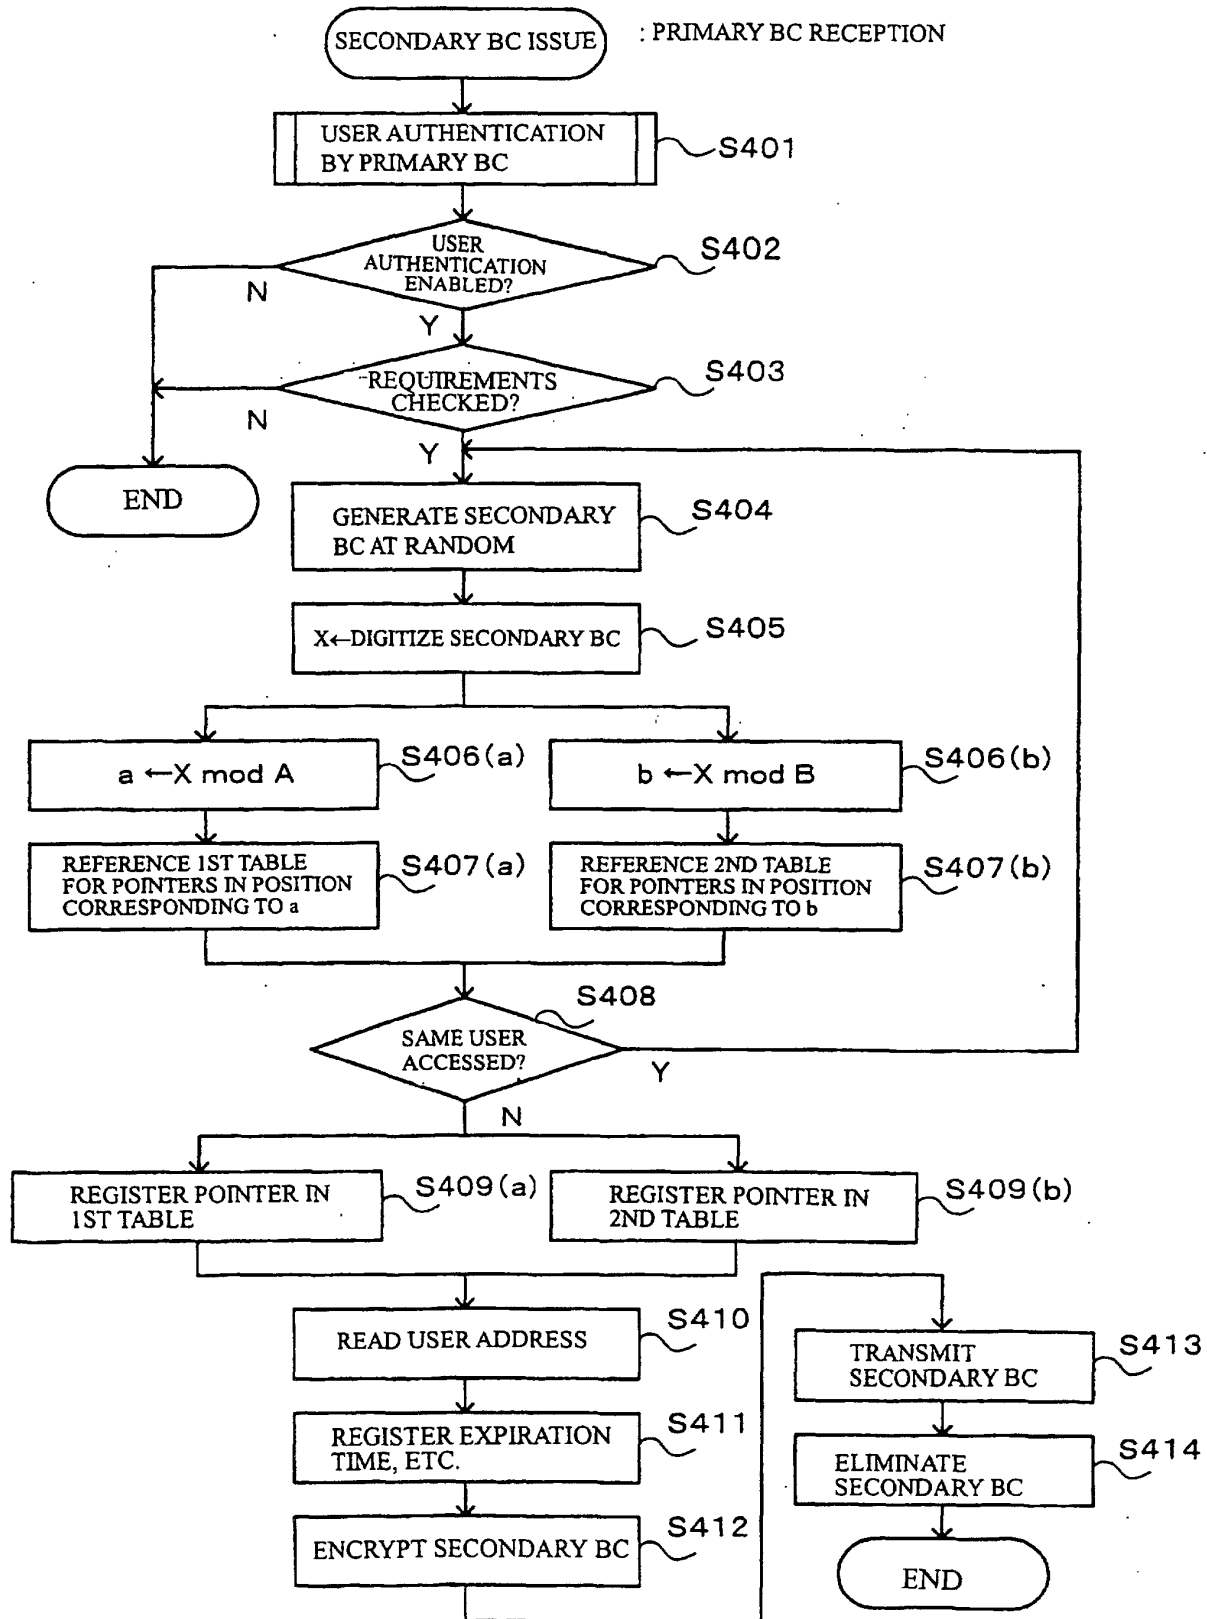 SECONDARY BC ISSUE
: PRIMARY BC RECEPTION
USER AUTHENTICATION
BY PRIMARY BC
S401
USER
AUTHENTICATION
ENABLED?
S402
N
Y
REQUIREMENTS
CHECKED?
S403
N
Y
END
GENERATE SECONDARY
BC AT RANDOM
S404
X←DIGITIZE SECONDARY BC
S405
a ←X mod A
S406(a)
b ←X mod B
S406(b)
REFERENCE 1ST TABLE
FOR POINTERS IN POSITION
CORRESPONDING TO a
S407(a)
REFERENCE 2ND TABLE
FOR POINTERS IN POSITION
CORRESPONDING TO b
S407(b)
S408
SAME USER
ACCESSED?
Y
N
REGISTER POINTER IN
1ST TABLE
S409(a)
REGISTER POINTER IN
2ND TABLE
S409(b)
READ USER ADDRESS
S410
REGISTER EXPIRATION
TIME, ETC.
S411
ENCRYPT SECONDARY BC
S412
TRANSMIT
SECONDARY BC
S413
ELIMINATE
SECONDARY BC
S414
END